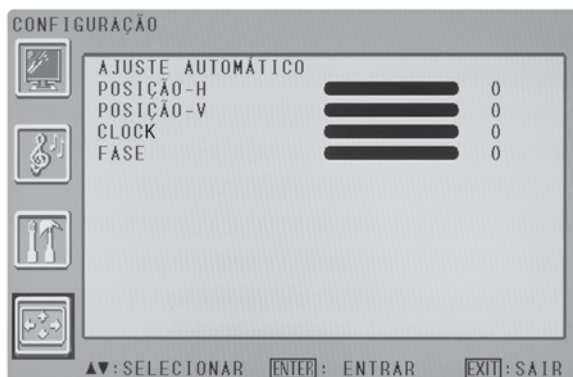 CONFIGURAÇÃO
AJUSTE AUTOMÁTICO
POSIÇÃO-H 0
POSIÇÃO-V 0
CLOCK 0
FASE 0
▲▼:SELECIONAR ENTER: ENTRAR EXIT:SAIR